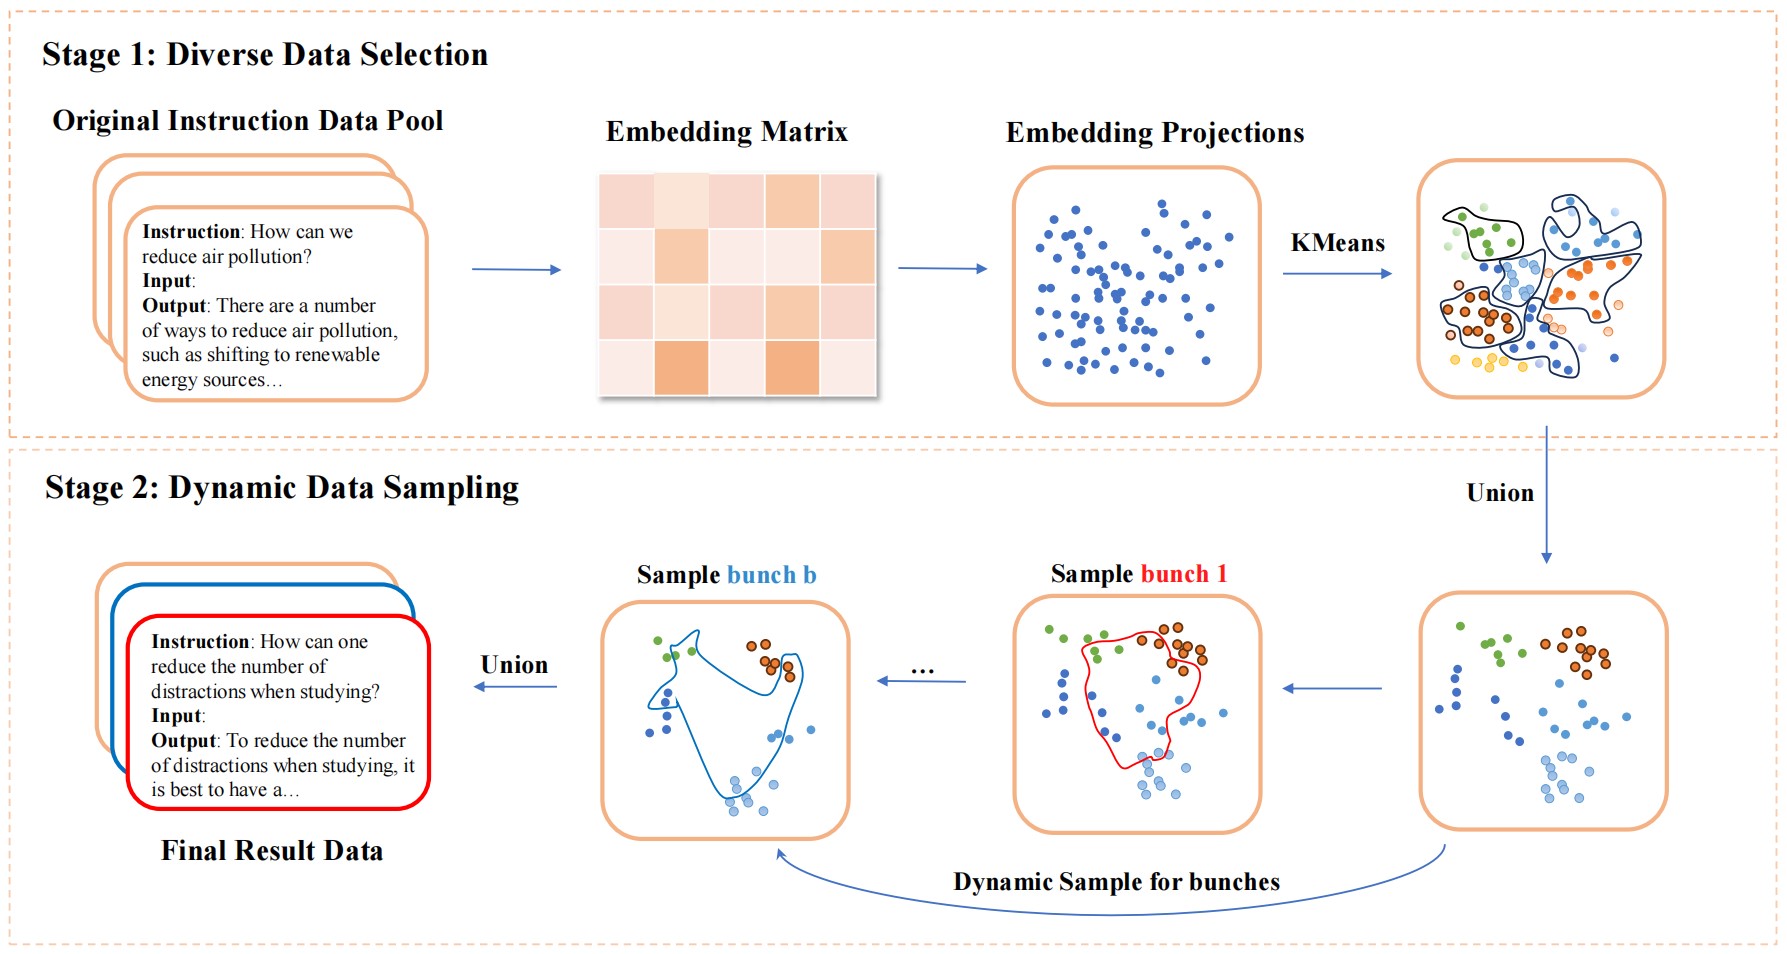 Stage 1: Diverse Data Selection
Original Instruction Data Pool
Embedding Matrix
Embedding Projections
Instruction: How can we
reduce air pollution?
Input:
Output: There are a number
of ways to reduce air pollution,
such as shifting to renewable
energy sources…
KMeans
Stage 2: Dynamic Data Sampling
Union
Sample bunch b
Sample bunch 1
Instruction: How can one
reduce the number of
distractions when studying?
Input:
Output: To reduce the number
of distractions when studying, it
is best to have a…
Union
...
Final Result Data
Dynamic Sample for bunches